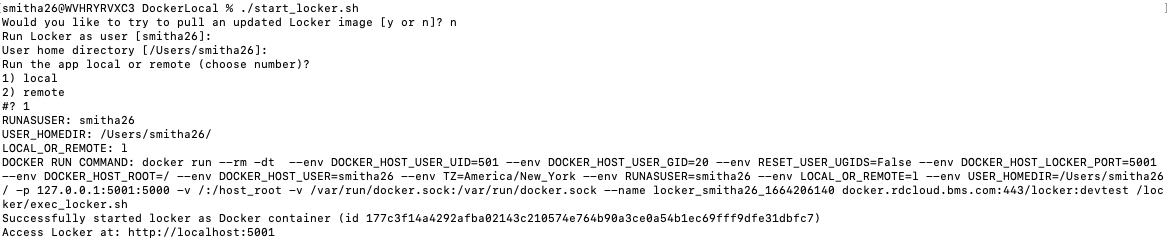 [smitha26@WVHRYRVXC3 DockerLocal % ./start_locker.sh ]
Would you like to try to pull an updated Locker image [y or n]? n
Run Locker as user [smitha26]:
User home directory [/Users/smitha26]:
Run the app local or remote (choose number)?
1) local
2) remote
#? 1
RUNASUSER: smitha26
USER_HOMEDIR: /Users/smitha26/
LOCAL_OR_REMOTE: l
DOCKER RUN COMMAND: docker run --rm -dt  --env DOCKER_HOST_USER_UID=501 --env DOCKER_HOST_USER_GID=20 --env RESET_USER_UGIDS=False --env DOCKER_HOST_LOCKER_PORT=5001
--env DOCKER_HOST_ROOT=/ --env DOCKER_HOST_USER=smitha26 --env TZ=America/New_York --env RUNASUSER=smitha26 --env LOCAL_OR_REMOTE=l --env USER_HOMEDIR=/Users/smitha26
/ -p 127.0.0.1:5001:5000 -v /:/host_root -v /var/run/docker.sock:/var/run/docker.sock --name locker_smitha26_1664206140 docker.rdcloud.bms.com:443/locker:devtest /loc
ker/exec_locker.sh
Successfully started locker as Docker container (id 177c3f14a4292afba02143c210574e764b90a3ce0a54b1ec69fff9dfe31dbfc7)
Access Locker at: http://localhost:5001